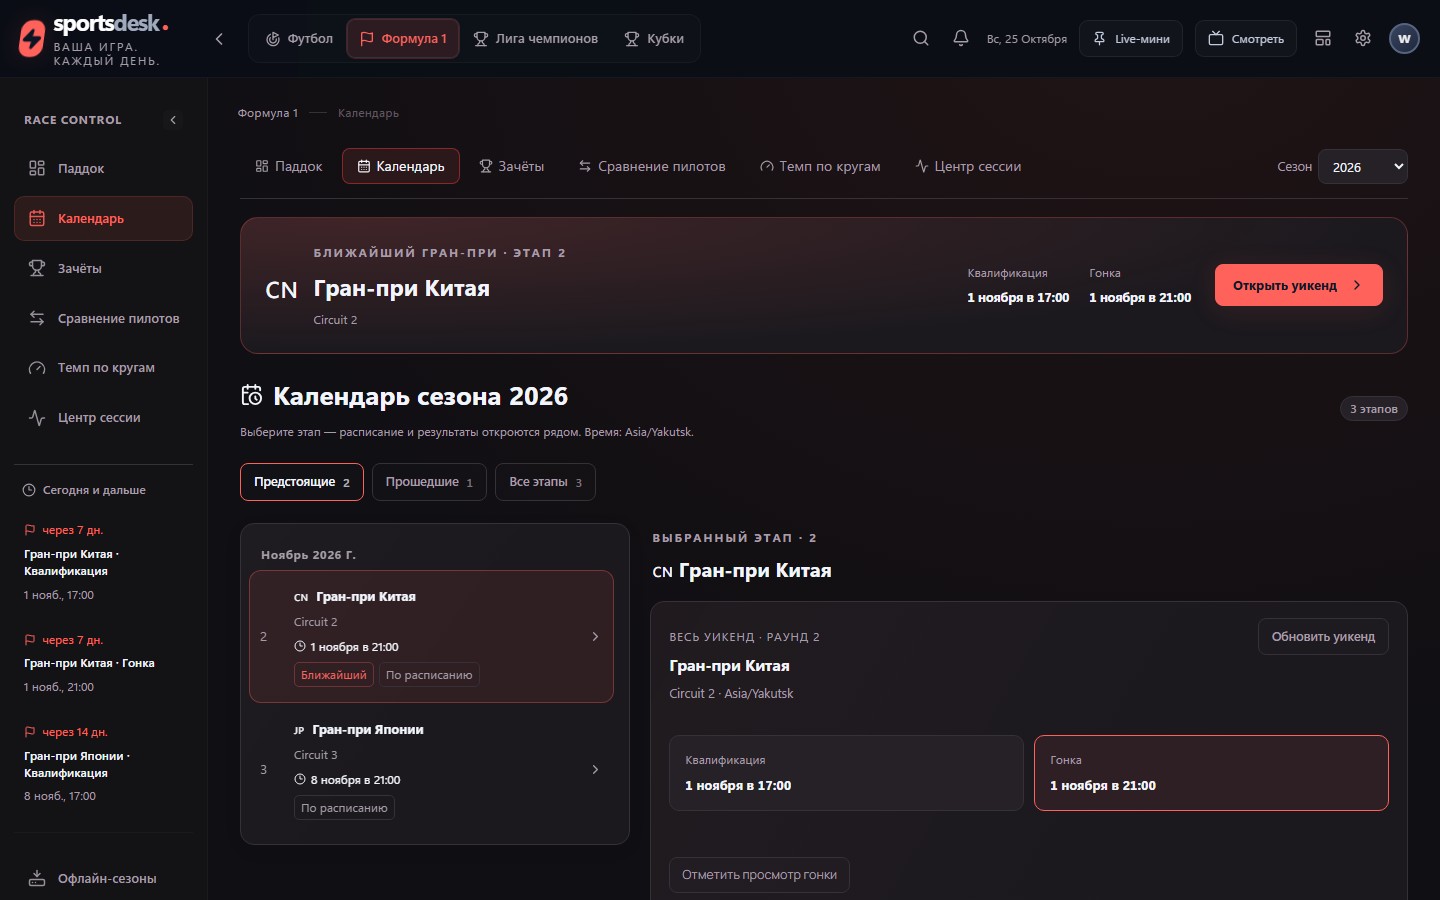 sportsdesk
ВАША ИГРА.
КАЖДЫЙ ДЕНЬ.
Футбол
Формула 1
Лига чемпионов
Кубки
Вс, 25 Октября
Live-мини
Смотреть
W
RACE CONTROL
Паддок
Календарь
Зачёты
Сравнение пилотов
Темп по кругам
Центр сессии
Сегодня и дальше
через 7 дн.
Гран-при Китая ·
Квалификация
1 нояб., 17:00
через 7 дн.
Гран-при Китая · Гонка
1 нояб., 21:00
через 14 дн.
Гран-при Японии ·
Квалификация
8 нояб., 17:00
Офлайн-сезоны
Формула 1 — Календарь
Паддок
Календарь
Зачёты
Сравнение пилотов
Темп по кругам
Центр сессии
Сезон 2026
БЛИЖАЙШИЙ ГРАН-ПРИ · ЭТАП 2
CN Гран-при Китая
Circuit 2
Квалификация
1 ноября в 17:00
Гонка
1 ноября в 21:00
Открыть уикенд
Календарь сезона 2026
3 этапов
Выберите этап — расписание и результаты откроются рядом. Время: Asia/Yakutsk.
Предстоящие 2
Прошедшие 1
Все этапы 3
Ноябрь 2026 Г.
2
CN Гран-при Китая
Circuit 2
1 ноября в 21:00
Ближайший
По расписанию
3
JP Гран-при Японии
Circuit 3
8 ноября в 21:00
По расписанию
ВЫБРАННЫЙ ЭТАП · 2
CN Гран-при Китая
ВЕСЬ УИКЕНД · РАУНД 2
Гран-при Китая
Circuit 2 · Asia/Yakutsk
Обновить уикенд
Квалификация
1 ноября в 17:00
Гонка
1 ноября в 21:00
Отметить просмотр гонки